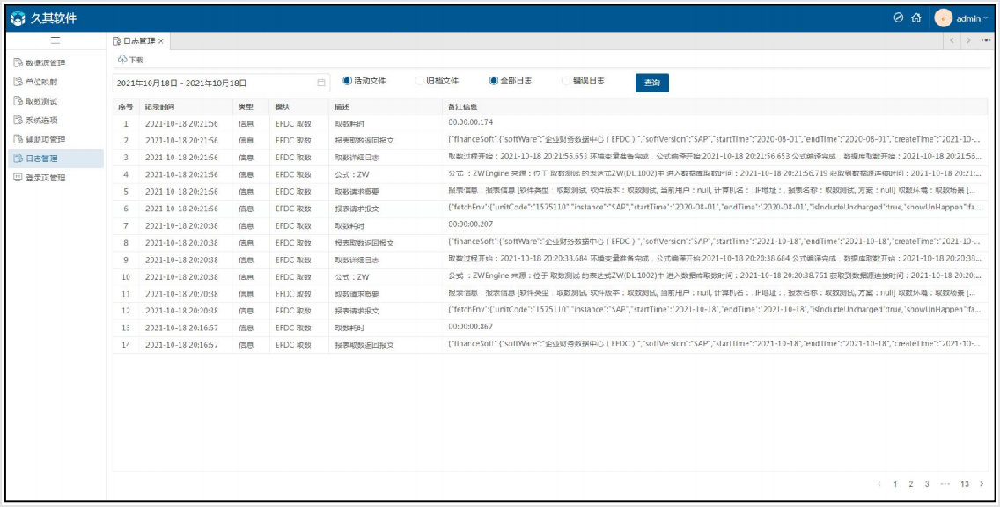 久其软件
admin
数据源管理
单位映射
取数测试
系统选项
辅助项管理
日志管理
登录页管理
日志管理 ×
下载
2021年10月18日 - 2021年10月18日 活动文件 归档文件 全部日志 错误日志 查询
序号 记录时间 类型 模块 描述 备注信息
1 2021-10-18 20:21:56 信息 EFDC 取数 取数耗时 00:00:00.174
2 2021-10-18 20:21:56 信息 EFDC 取数 报表取数返回报文 {"financeSoft":{"softWare":"企业财务数据中心（EFDC）","softVersion":"SAP","startTime":"2020-08-01","endTime":"2020-08-01","createTime":"2021-10-...
3 2021-10-18 20:21:56 信息 EFDC 取数 取数详细日志 取数过程开始：2021-10-18 20:21:56.653 环境变量准备完成，公式编译开始:2021-10-18 20:21:56.653 公式编译完成，数据库取数开始：2021-10-18 20:21:56...
4 2021-10-18 20:21:56 信息 EFDC 取数 公式：ZW 公式：ZWEngine 来源：位于 取数测试 的表达式ZW(DL,1002)中 进入数据库取数时间：2021-10-18 20:21:56.719 获取到数据源连接时间：2021-10-18 20:21:...
5 2021-10-18 20:21:56 信息 EFDC 取数 取数请求概要 报表信息：报表信息 [软件类型：取数测试, 软件版本：取数测试, 当前用户：null, 计算机名：, IP地址：, 报表名称：取数测试, 方案：null] 取数环境：取数场景 [...
6 2021-10-18 20:21:56 信息 EFDC 取数 报表请求报文 {"fetchEnv":{"unitCode":"1575110","instance":"SAP","startTime":"2020-08-01","endTime":"2020-08-01","isIncludeUncharged":true,"showUnHappen":fa...
7 2021-10-18 20:20:38 信息 EFDC 取数 取数耗时 00:00:00.207
8 2021-10-18 20:20:38 信息 EFDC 取数 报表取数返回报文 {"financeSoft":{"softWare":"企业财务数据中心（EFDC）","softVersion":"SAP","startTime":"2021-10-18","endTime":"2021-10-18","createTime":"2021-10-...
9 2021-10-18 20:20:38 信息 EFDC 取数 取数详细日志 取数过程开始：2021-10-18 20:20:38.684 环境变量准备完成，公式编译开始:2021-10-18 20:20:38.684 公式编译完成，数据库取数开始：2021-10-18 20:20:38...
10 2021-10-18 20:20:38 信息 EFDC 取数 公式：ZW 公式：ZWEngine 来源：位于 取数测试 的表达式ZW(DL,1002)中 进入数据库取数时间：2021-10-18 20:20:38.751 获取到数据源连接时间：2021-10-18 20:20:...
11 2021-10-18 20:20:38 信息 EFDC 取数 取数请求概要 报表信息：报表信息 [软件类型：取数测试, 软件版本：取数测试, 当前用户：null, 计算机名：, IP地址：, 报表名称：取数测试, 方案：null] 取数环境：取数场景 [...
12 2021-10-18 20:20:38 信息 EFDC 取数 报表请求报文 {"fetchEnv":{"unitCode":"1575110","instance":"SAP","startTime":"2021-10-18","endTime":"2021-10-18","isIncludeUncharged":true,"showUnHappen":fa...
13 2021-10-18 20:16:57 信息 EFDC 取数 取数耗时 00:00:00.867
14 2021-10-18 20:16:57 信息 EFDC 取数 报表取数返回报文 {"financeSoft":{"softWare":"企业财务数据中心（EFDC）","softVersion":"SAP","startTime":"2021-10-18","endTime":"2021-10-18","createTime":"2021-10-...
1 2 3 ··· 13